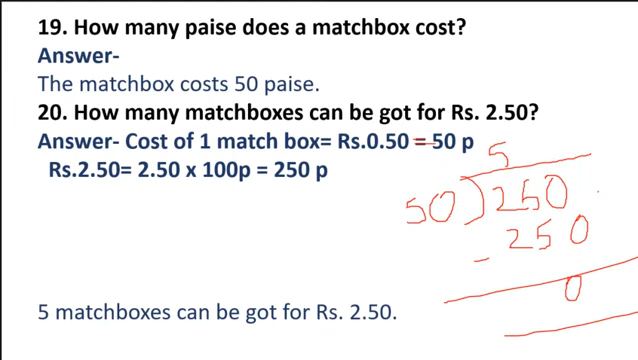 19. How many paise does a matchbox cost?
Answer-
The matchbox costs 50 paise.
20. How many matchboxes can be got for Rs. 2.50?
Answer- Cost of 1 match box= Rs.0.50 = 50 p
Rs.2.50= 2.50 x 100p = 250 p
5
50)250
- 250
0
5 matchboxes can be got for Rs. 2.50.